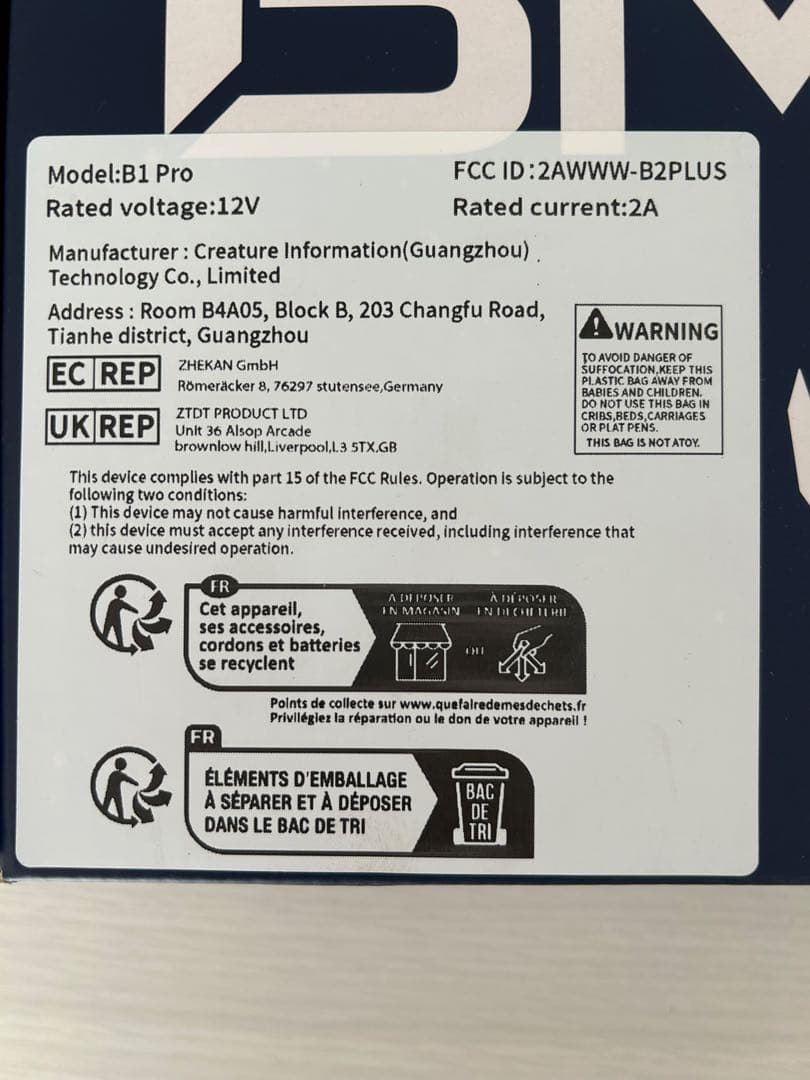 Model:B1 Pro
FCC ID:2AWWW-B2PLUS
Rated voltage:12V
Rated current:2A
Manufacturer : Creature Information(Guangzhou)
Technology Co., Limited
Address : Room B4A05, Block B, 203 Changfu Road,
Tianhe district, Guangzhou
EC REP
ZHEKAN GmbH
Römeräcker 8, 76297 stutensee,Germany
UK REP
ZTDT PRODUCT LTD
Unit 36 Alsop Arcade
brownlow hill,Liverpool,L3 5TX.GB
WARNING
TO AVOID DANGER OF
SUFFOCATION,KEEP THIS
PLASTIC BAG AWAY FROM
BABIES AND CHILDREN.
DO NOT USE THIS BAG IN
CRIBS,BEDS,CARRIAGES
OR PLAT PENS.
THIS BAG IS NOT ATOY.
This device complies with part 15 of the FCC Rules. Operation is subject to the
following two conditions:
(1) This device may not cause harmful interference, and
(2) this device must accept any interference received, including interference that
may cause undesired operation.
FR
Cet appareil,
ses accessoires,
cordons et batteries
se recyclent
À DÉPOSER
EN MAGASIN
OU
À DÉPOSER
EN DÉCHÈTERIE
Points de collecte sur www.quefairedemesdechets.fr
Privilégiez la réparation ou le don de votre appareil !
FR
ÉLÉMENTS D'EMBALLAGE
À SÉPARER ET À DÉPOSER
DANS LE BAC DE TRI
BAC
DE
TRI